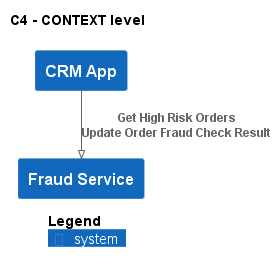 C4 - CONTEXT level
CRM App
Get High Risk Orders
Update Order Fraud Check Result
Fraud Service
Legend
system